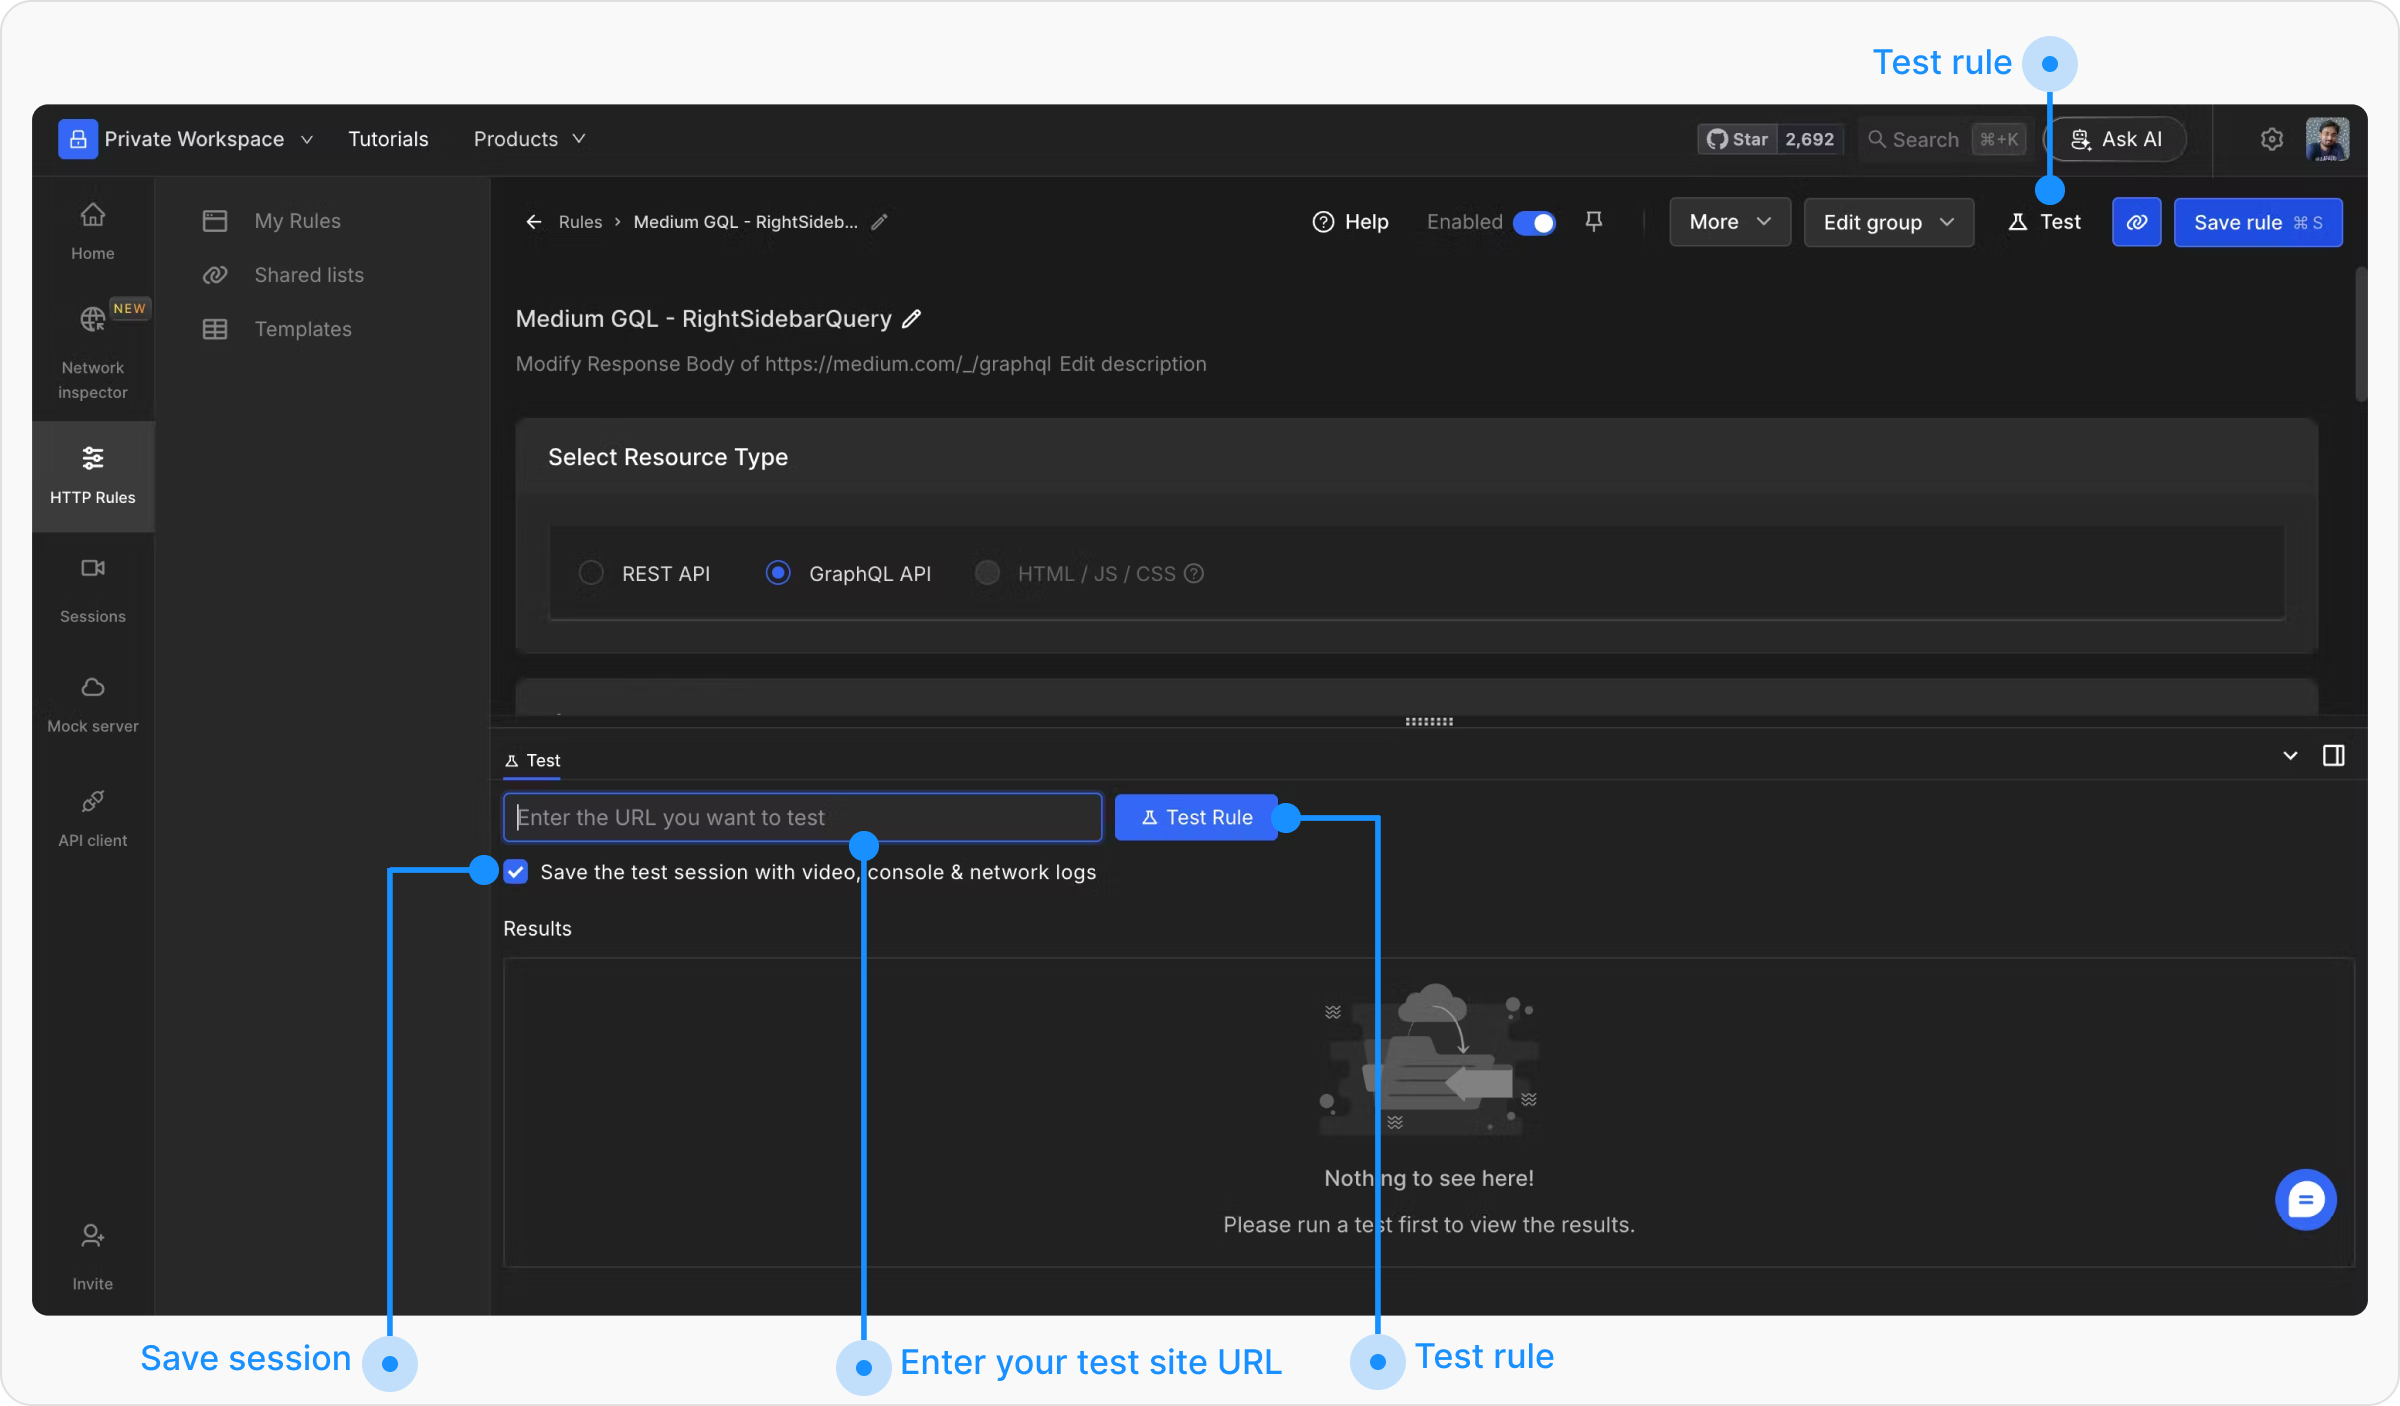 Test rule
Private Workspace
Tutorials
Products
Star 2,692
Search ⌘+K
Ask AI
Home
NEW
Network
inspector
HTTP Rules
Sessions
Mock server
API client
Invite
My Rules
Shared lists
Templates
Rules > Medium GQL - RightSideb...
Help
Enabled
More
Edit group
Test
Save rule ⌘ S
Medium GQL - RightSidebarQuery
Modify Response Body of https://medium.com/_/graphql Edit description
Select Resource Type
REST API
GraphQL API
HTML / JS / CSS
Test
Enter the URL you want to test
Test Rule
Save the test session with video, console & network logs
Results
Nothing to see here!
Please run a test first to view the results.
Save session
Enter your test site URL
Test rule